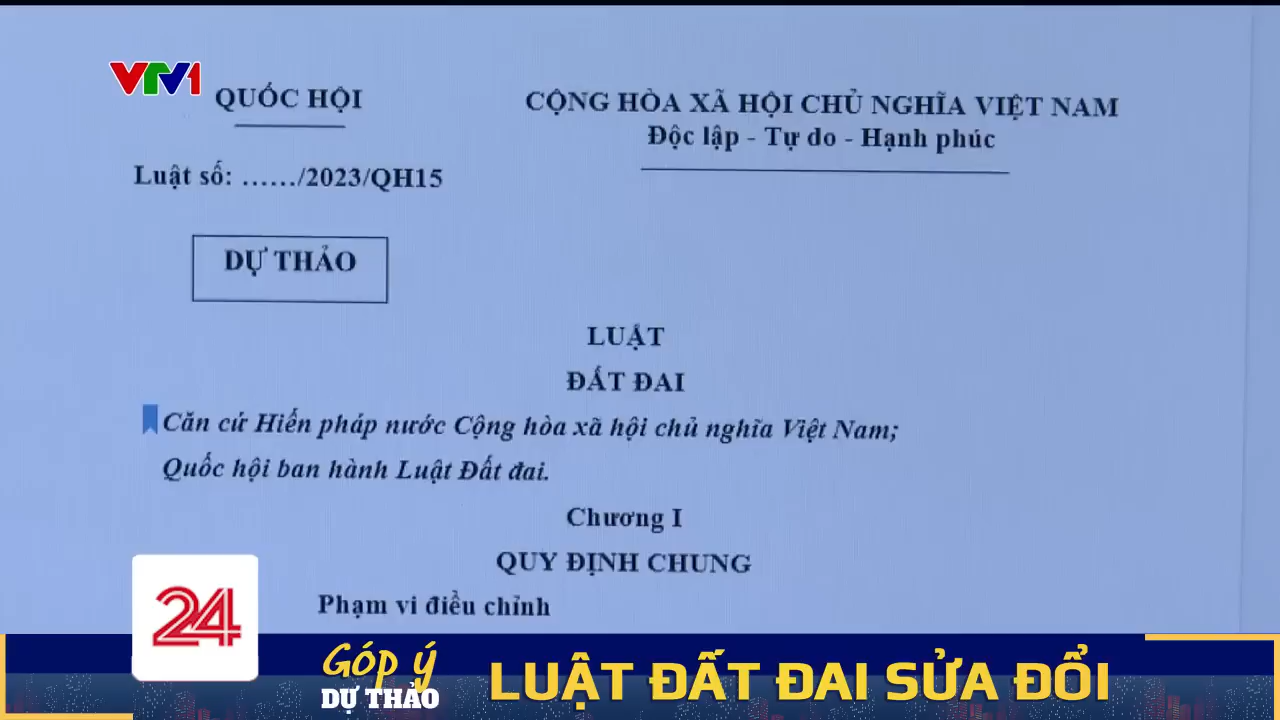 VTV1
QUỐC HỘI
CỘNG HÒA XÃ HỘI CHỦ NGHĨA VIỆT NAM
Độc lập - Tự do - Hạnh phúc
Luật số: ……/2023/QH15
DỰ THẢO
LUẬT
ĐẤT ĐAI
Căn cứ Hiến pháp nước Cộng hòa xã hội chủ nghĩa Việt Nam;
Quốc hội ban hành Luật Đất đai.
Chương I
QUY ĐỊNH CHUNG
Phạm vi điều chỉnh
24
Góp ý
DỰ THẢO
LUẬT ĐẤT ĐAI SỬA ĐỔI